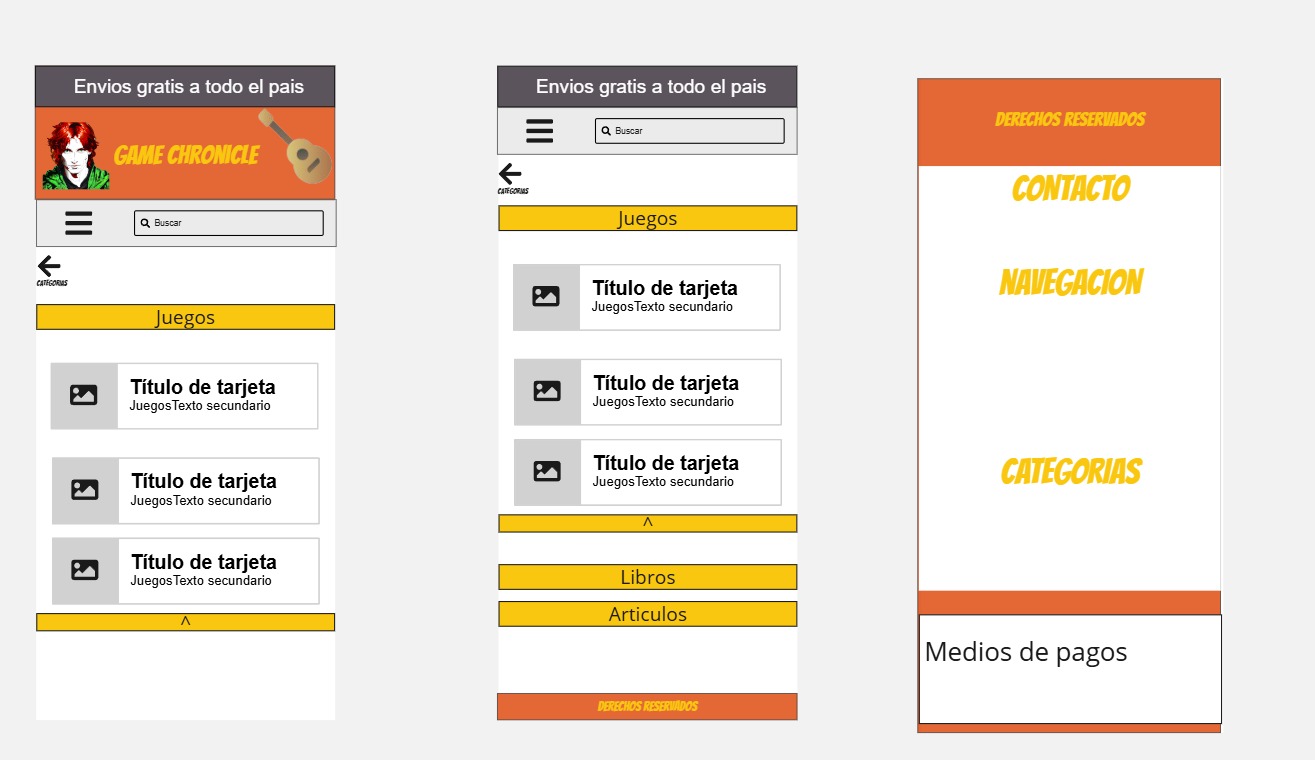 Envios gratis a todo el pais
GAME CHRONICLE
Buscar
CATEGORIAS
Juegos
Título de tarjeta
JuegosTexto secundario
Título de tarjeta
JuegosTexto secundario
Título de tarjeta
JuegosTexto secundario
^
Envios gratis a todo el pais
Buscar
CATEGORIAS
Juegos
Título de tarjeta
JuegosTexto secundario
Título de tarjeta
JuegosTexto secundario
Título de tarjeta
JuegosTexto secundario
^
Libros
Articulos
DERECHOS RESERVADOS
DERECHOS RESERVADOS
CONTACTO
NAVEGACION
CATEGORIAS
Medios de pagos